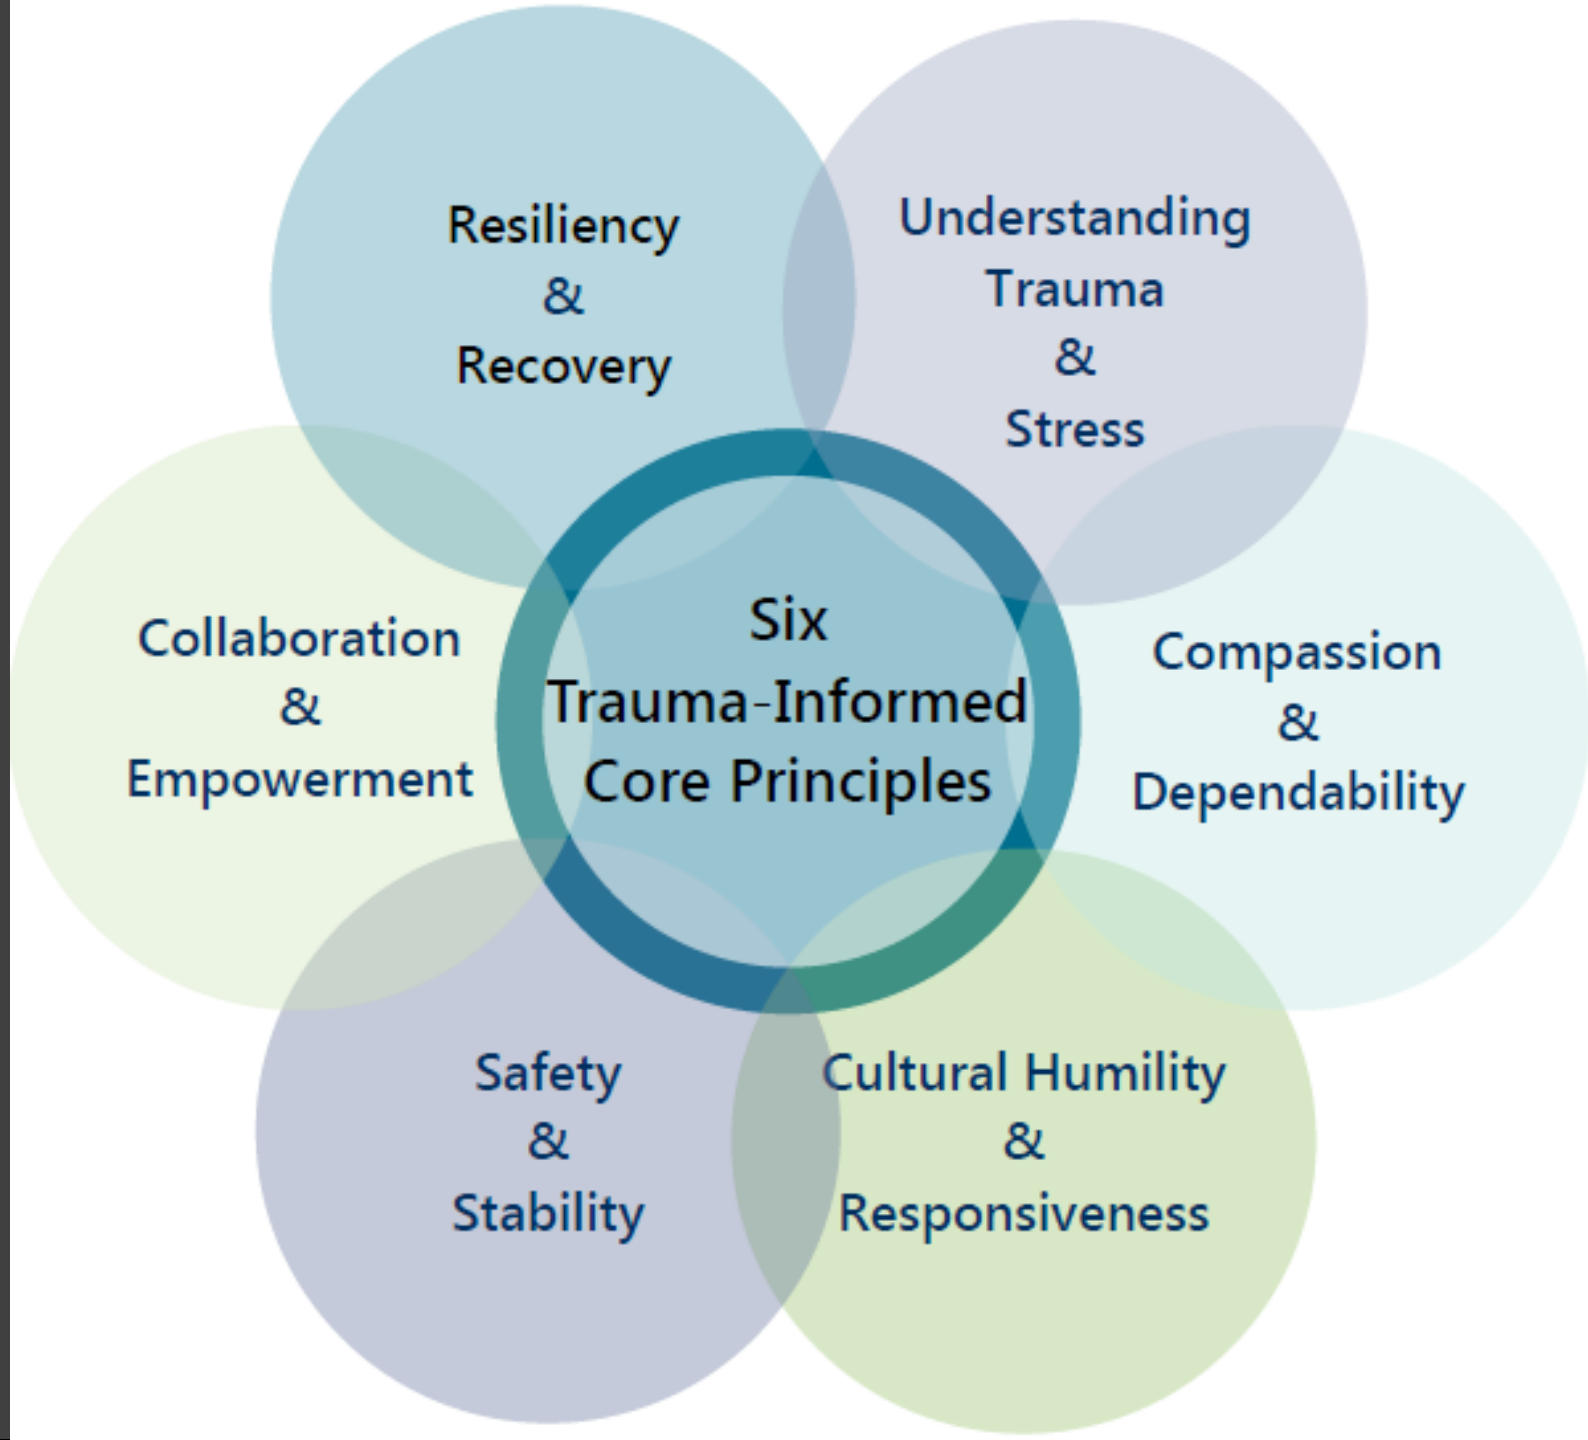 Resiliency
&
Recovery
Understanding
Trauma
&
Stress
Collaboration
&
Empowerment
Six
Trauma-Informed
Core Principles
Compassion
&
Dependability
Safety
&
Stability
Cultural Humility
&
Responsiveness